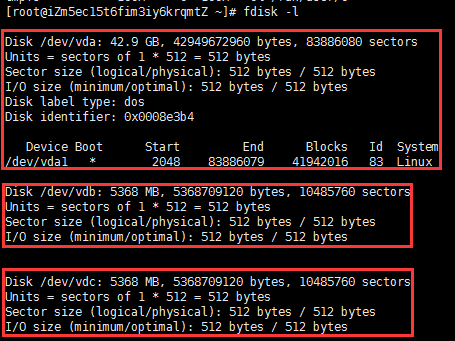 [root@iZm5ec15t6fim3iy6krqmtZ ~]# fdisk -l
Disk /dev/vda: 42.9 GB, 42949672960 bytes, 83886080 sectors
Units = sectors of 1 * 512 = 512 bytes
Sector size (logical/physical): 512 bytes / 512 bytes
I/O size (minimum/optimal): 512 bytes / 512 bytes
Disk label type: dos
Disk identifier: 0x0008e3b4
Device Boot Start End Blocks Id System
/dev/vda1 * 2048 83886079 41942016 83 Linux
Disk /dev/vdb: 5368 MB, 5368709120 bytes, 10485760 sectors
Units = sectors of 1 * 512 = 512 bytes
Sector size (logical/physical): 512 bytes / 512 bytes
I/O size (minimum/optimal): 512 bytes / 512 bytes
Disk /dev/vdc: 5368 MB, 5368709120 bytes, 10485760 sectors
Units = sectors of 1 * 512 = 512 bytes
Sector size (logical/physical): 512 bytes / 512 bytes
I/O size (minimum/optimal): 512 bytes / 512 bytes